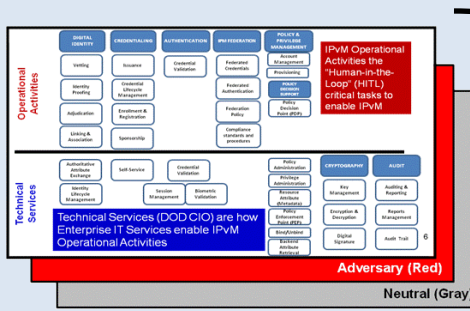 DIGITAL
IDENTITY
CREDENTIALING
AUTHENTICATION
IPM FEDERATION
POLICY &
PRIVILEGE
MANAGEMENT
Operational
Activities
Vetting
Identity
Proofing
Adjudication
Linking &
Association
Issuance
Credential
Lifecycle
Management
Enrollment &
Registration
Sponsorship
Credential
Validation
Federated
Credentials
Federated
Authentication
Federation
Policy
Compliance
standards and
procedures
Account
Management
Provisioning
POLICY
DECISION
SUPPORT
Policy
Decision
Point (PDP)
IPvM Operational
Activities the
"Human-in-the-
Loop" (HITL)
critical tasks to
enable IPvM
Technical
Services
Authoritative
Attribute
Exchange
Identity
Lifecycle
Management
Self-Service
Credential
Validation
Session
Management
Biometric
Validation
Policy
Administration
Privilege
Administration
Resource
Attribute
(Metadata)
Policy
Enforcement
Point (PEP)
Bind/Unbind
Backend
Attribute
Retrieval
CRYPTOGRAPHY
Key
Management
Encryption &
Decryption
Digital
Signature
AUDIT
Auditing &
Reporting
Reports
Management
Audit Trail
Technical Services (DOD CIO) are how
Enterprise IT Services enable IPvM
Operational Activities
6
Adversary (Red)
Neutral (Gray)